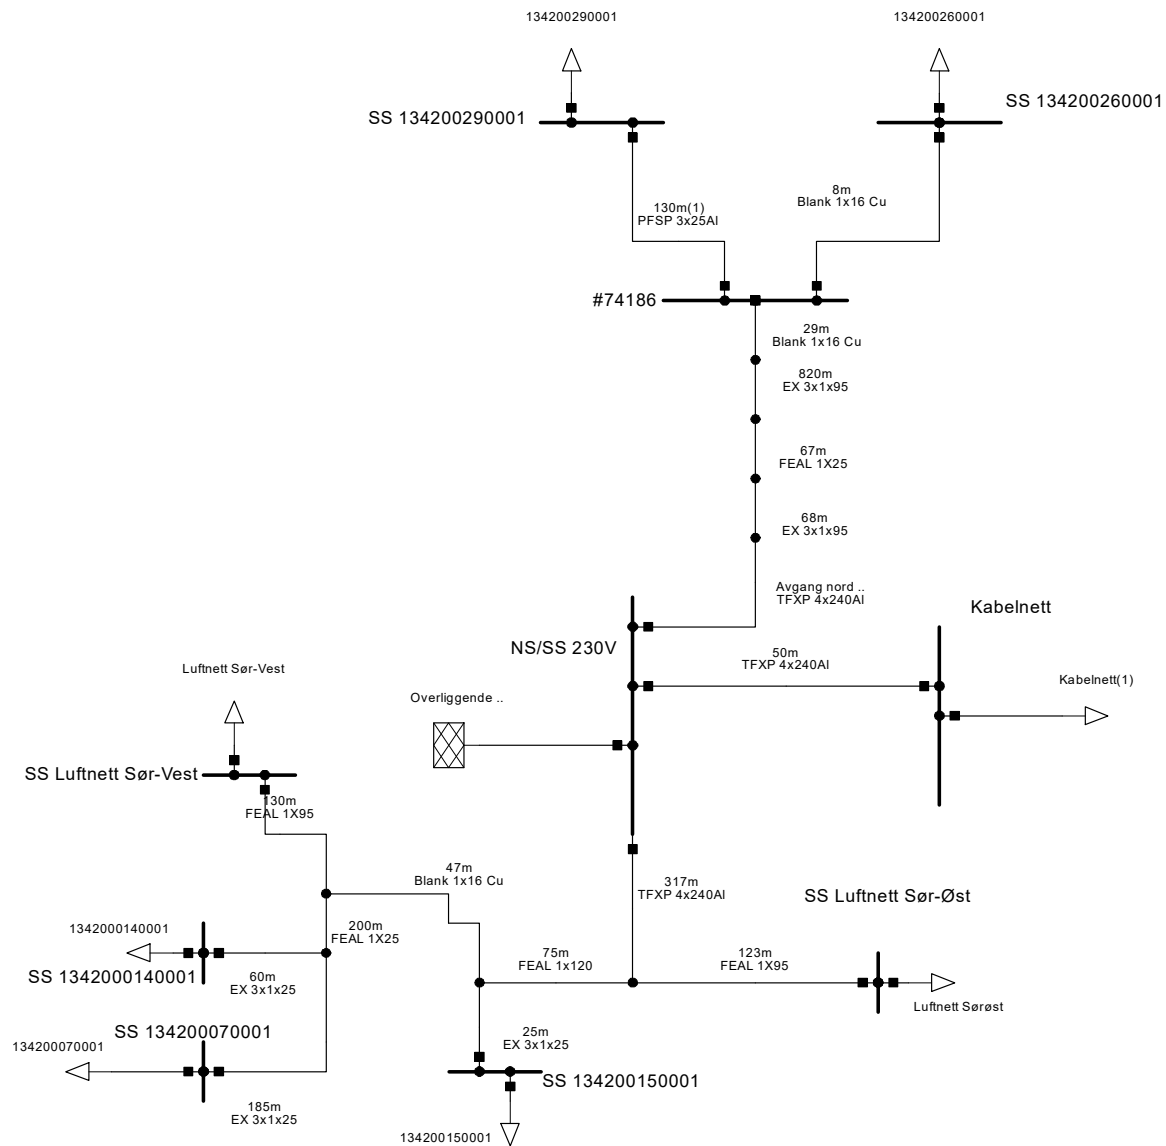 134200290001
134200260001
SS 134200290001
SS 134200260001
8m
Blank 1x16 Cu
130m(1)
PFSP 3x25Al
#74186
29m
Blank 1x16 Cu
820m
EX 3x1x95
67m
FEAL 1X25
68m
EX 3x1x95
Avgang nord ..
TFXP 4x240Al
Kabelnett
NS/SS 230V
50m
TFXP 4x240Al
Luftnett Sør-Vest
Kabelnett(1)
Overliggende ..
SS Luftnett Sør-Vest
130m
FEAL 1X95
47m
Blank 1x16 Cu
317m
TFXP 4x240Al
SS Luftnett Sør-Øst
1342000140001
200m
FEAL 1X25
75m
FEAL 1x120
123m
FEAL 1X95
SS 1342000140001
60m
EX 3x1x25
Luftnett Sørøst
SS 134200070001
25m
EX 3x1x25
134200070001
SS 134200150001
185m
EX 3x1x25
134200150001